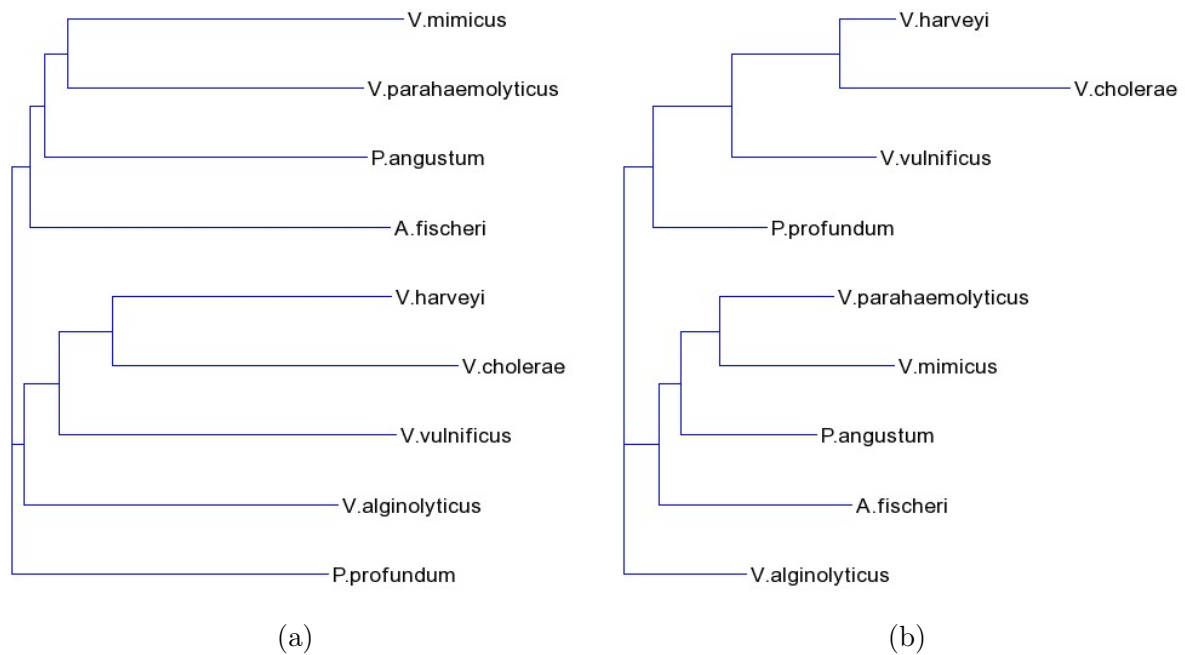 V.mimicus
V.parahaemolyticus
P.angustum
A.fischeri
V.harveyi
V.cholerae
V.vulnificus
V.alginolyticus
P.profundum
(a)
V.harveyi
V.cholerae
V.vulnificus
P.profundum
V.parahaemolyticus
V.mimicus
P.angustum
A.fischeri
V.alginolyticus
(b)